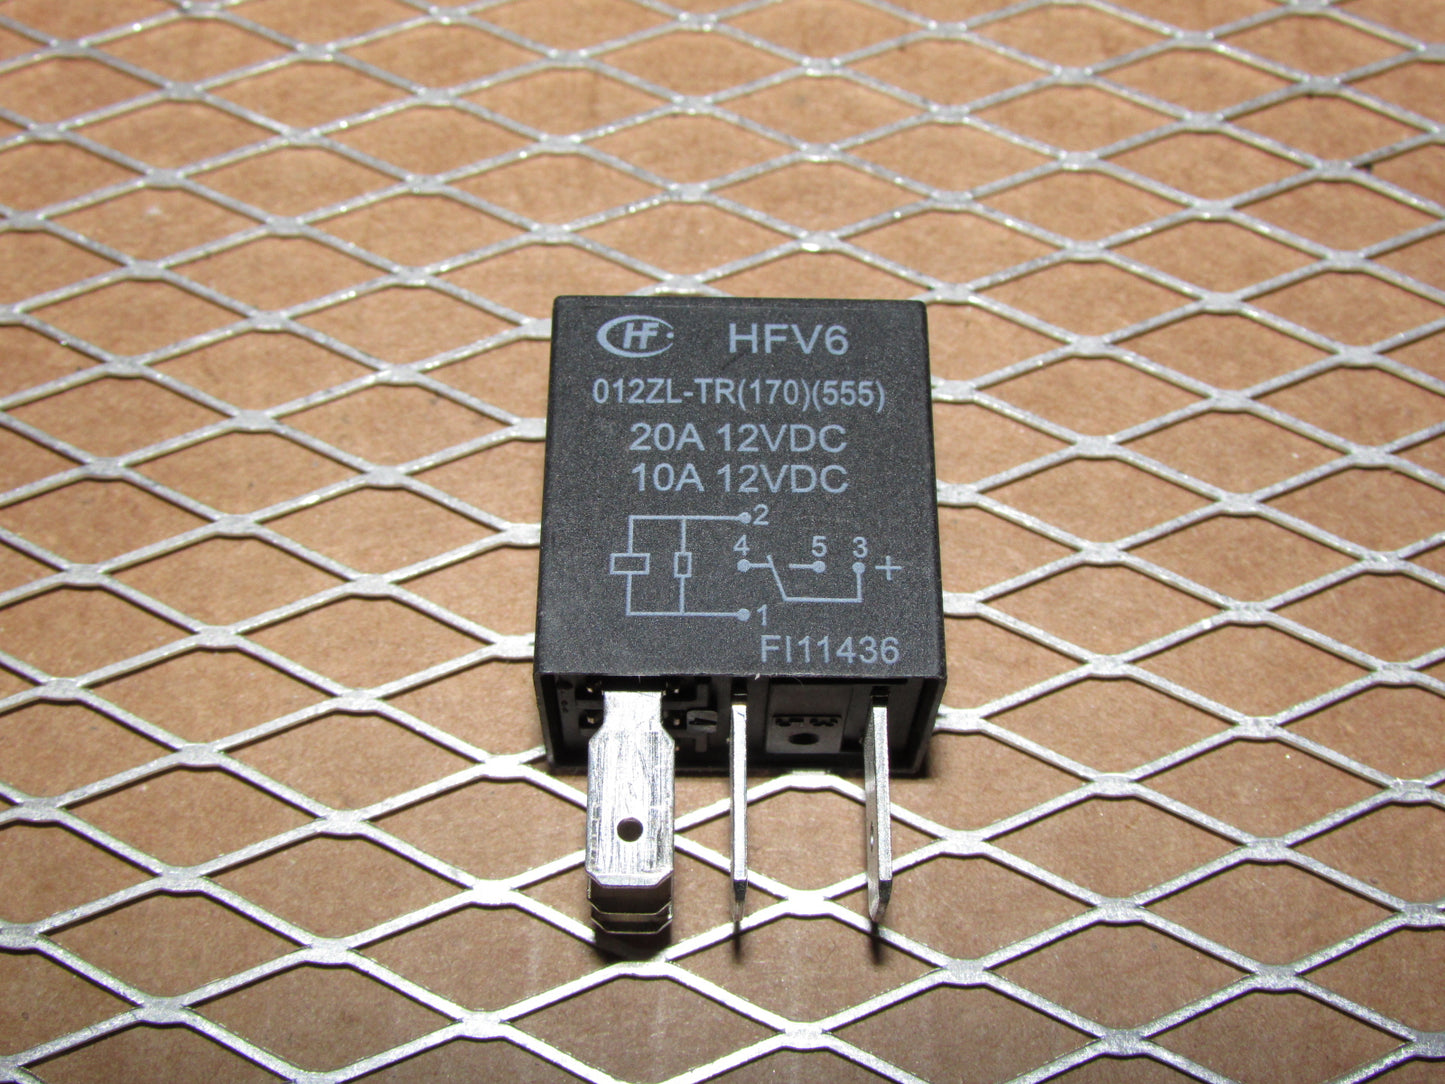 HF HFV6
012ZL-TR(170)(555)
20A 12VDC
10A 12VDC
2
4 5 3 +
1
FI11436